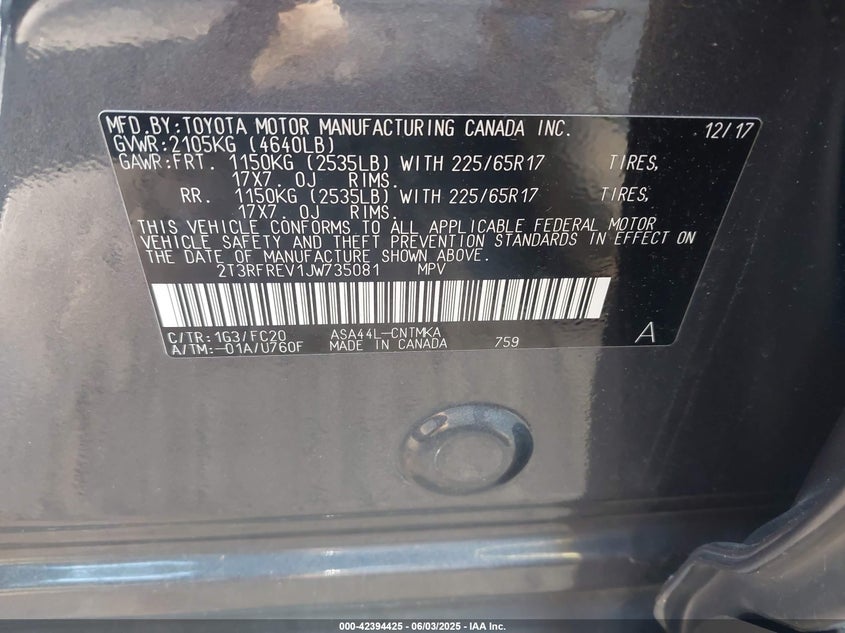 MFD.BY:TOYOTA MOTOR MANUFACTURING CANADA INC. 12/17
GVWR:2105KG (4640LB)
GAWR:FRT. 1150KG (2535LB) WITH 225/65R17 TIRES,
17X7. 0J RIMS.
RR. 1150KG (2535LB) WITH 225/65R17 TIRES,
17X7. 0J RIMS.
THIS VEHICLE CONFORMS TO ALL APPLICABLE FEDERAL MOTOR
VEHICLE SAFETY AND THEFT PREVENTION STANDARDS IN EFFECT ON
THE DATE OF MANUFACTURE SHOWN ABOVE.
2T3RFREV1JW735081 MPV
C/TR:1G3/FC20 ASA44L-CNTMKA A
A/TM:-01A/U760F MADE IN CANADA 759
000-42394425 - 06/03/2025 - IAA Inc.